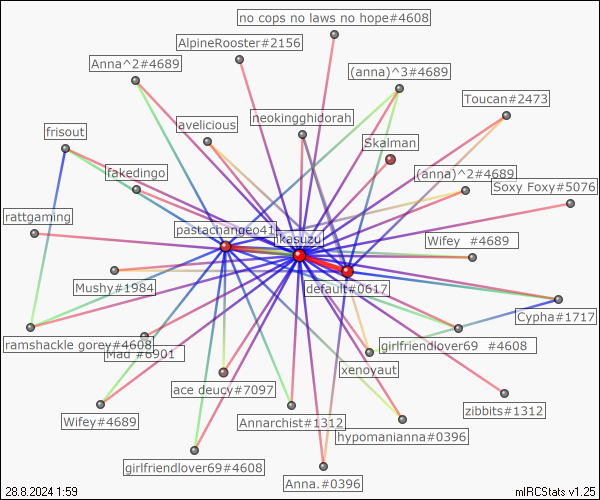 no cops no laws no hope#4608
AlpineRooster#2156
Anna^2#4689
(anna)^3#4689
Toucan#2473
neokingghidorah
avelicious
frisout
Skalman
fakedingo
(anna)^2#4689
Soxy Foxy#5076
rattgaming
pastachangeo41
ikasuzu
Wifey #4689
Mushy#1984
default#0617
Cypha#1717
ramshackle gorey#4608
Mad #6901
girlfriendlover69 #4608
xenoyaut
ace deucy#7097
zibbits#1312
Wifey#4689
Annarchist#1312
hypomanianna#0396
girlfriendlover69#4608
Anna.#0396
28.8.2024 1:59
mIRCStats v1.25